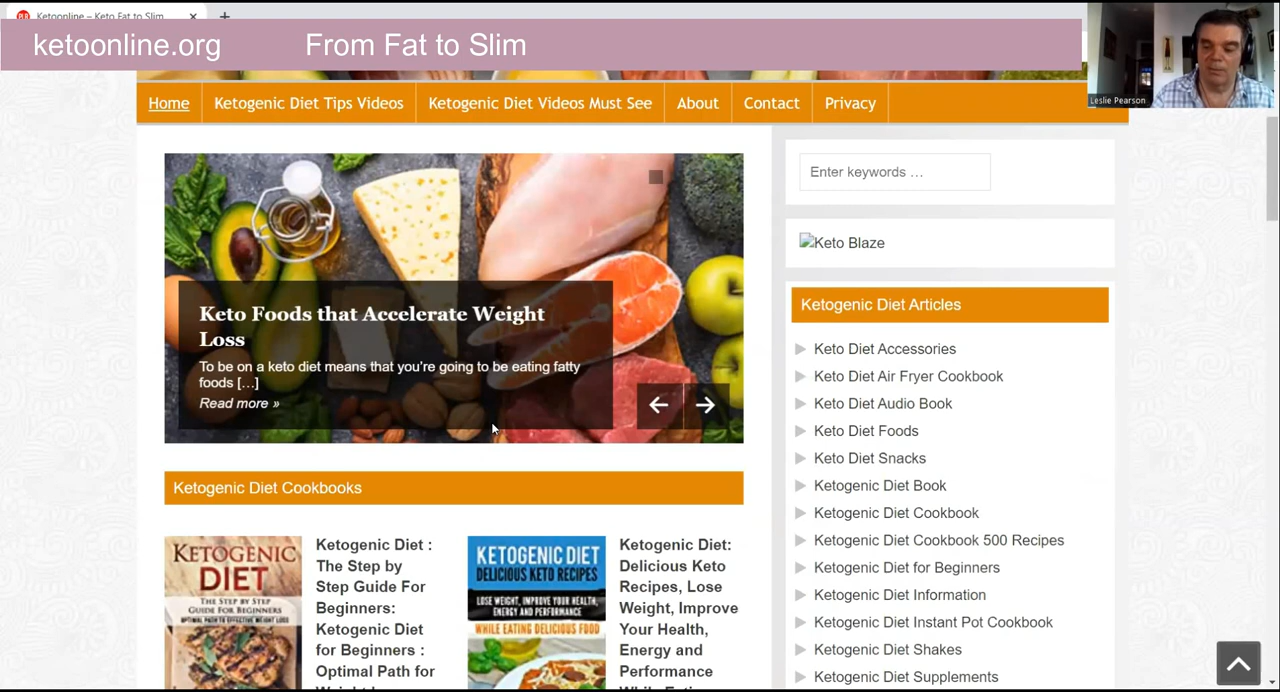 Ketoonline – Keto Fat to Slim
ketoonline.org From Fat to Slim
Leslie Pearson
Home Ketogenic Diet Tips Videos Ketogenic Diet Videos Must See About Contact Privacy
Keto Foods that Accelerate Weight
Loss
To be on a keto diet means that you're going to be eating fatty
foods [...]
Read more »
Ketogenic Diet Cookbooks
KETOGENIC
DIET
THE STEP BY STEP
GUIDE FOR BEGINNERS
OPTIMAL PATH TO EFFECTIVE WEIGHT LOSS
Ketogenic Diet :
The Step by
Step Guide For
Beginners:
Ketogenic Diet
for Beginners :
Optimal Path for
KETOGENIC DIET
DELICIOUS KETO RECIPES
LOSE WEIGHT, IMPROVE YOUR HEALTH,
ENERGY AND PERFORMANCE
WHILE EATING DELICIOUS FOOD
Ketogenic Diet:
Delicious Keto
Recipes, Lose
Weight, Improve
Your Health,
Energy and
Performance
Enter keywords ...
Keto Blaze
Ketogenic Diet Articles
Keto Diet Accessories
Keto Diet Air Fryer Cookbook
Keto Diet Audio Book
Keto Diet Foods
Keto Diet Snacks
Ketogenic Diet Book
Ketogenic Diet Cookbook
Ketogenic Diet Cookbook 500 Recipes
Ketogenic Diet for Beginners
Ketogenic Diet Information
Ketogenic Diet Instant Pot Cookbook
Ketogenic Diet Shakes
Ketogenic Diet Supplements